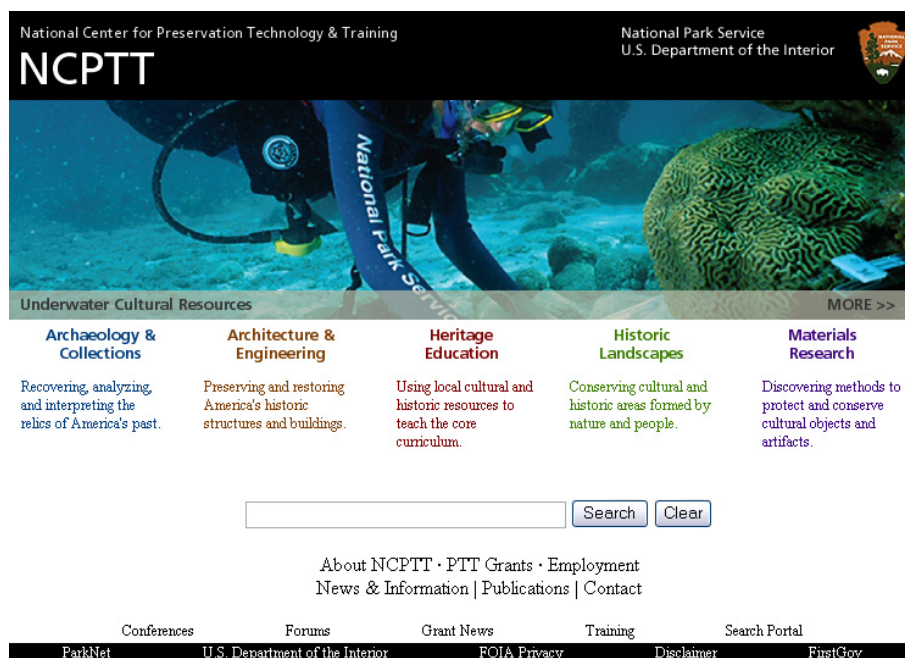 National Center for Preservation Technology & Training
NCPTT
National Park Service
U.S. Department of the Interior
NATIONAL
PARK
SERVICE
National Park Service
Underwater Cultural Resources
MORE >>
Archaeology &
Collections
Recovering, analyzing,
and interpreting the
relics of America's past.
Architecture &
Engineering
Preserving and restoring
America's historic
structures and buildings.
Heritage
Education
Using local cultural and
historic resources to
teach the core
curriculum.
Historic
Landscapes
Conserving cultural and
historic areas formed by
nature and people.
Materials
Research
Discovering methods to
protect and conserve
cultural objects and
artifacts.
Search
Clear
About NCPTT · PTT Grants · Employment
News & Information | Publications | Contact
Conferences Forums Grant News Training Search Portal
ParkNet U.S. Department of the Interior FOIA Privacy Disclaimer FirstGov